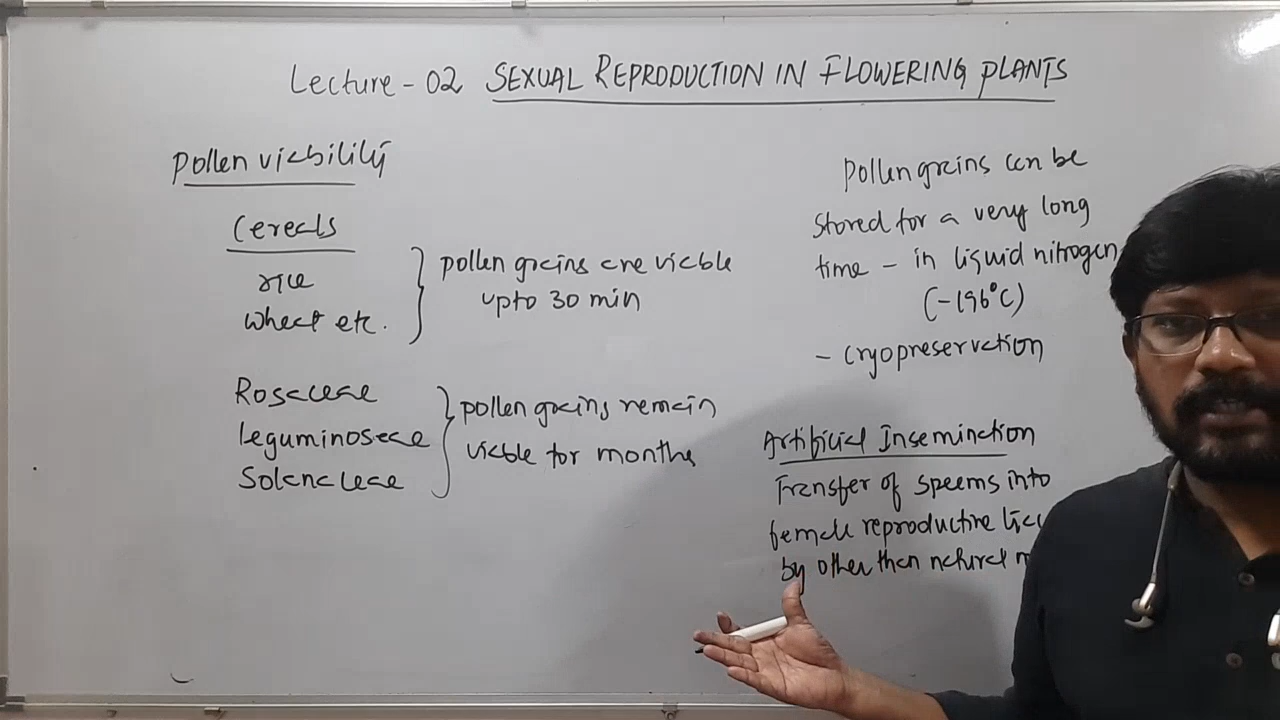 Lecture - 02 SEXUAL REPRODUCTION IN FLOWERING PLANTS
Pollen viability
Cereals
rice
wheat etc.
pollen grains are viable
upto 30 min
Rosaceae
leguminoseae
Solanaceae
pollen grains remain
viable for months
Pollen grains can be
stored for a very long
time - in liquid nitrogen
(-196°C)
- cryopreservation
Artificial Insemination
Transfer of speems into
female reproductive
by other than natural